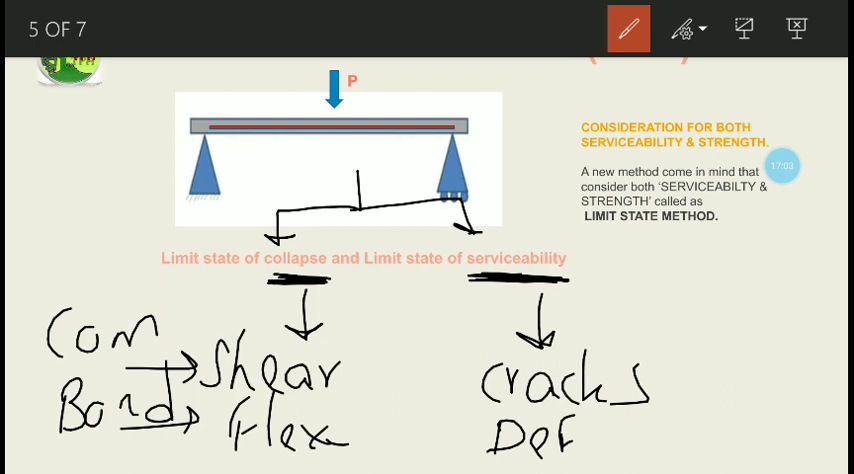 5 OF 7
P
CONSIDERATION FOR BOTH
SERVICEABILITY & STRENGTH.
17:03
A new method come in mind that
consider both ‘SERVICEABILTY &
STRENGTH’ called as
LIMIT STATE METHOD.
Limit state of collapse and Limit state of serviceability
Com
Shear
Bond
Flex
Cracks
Def